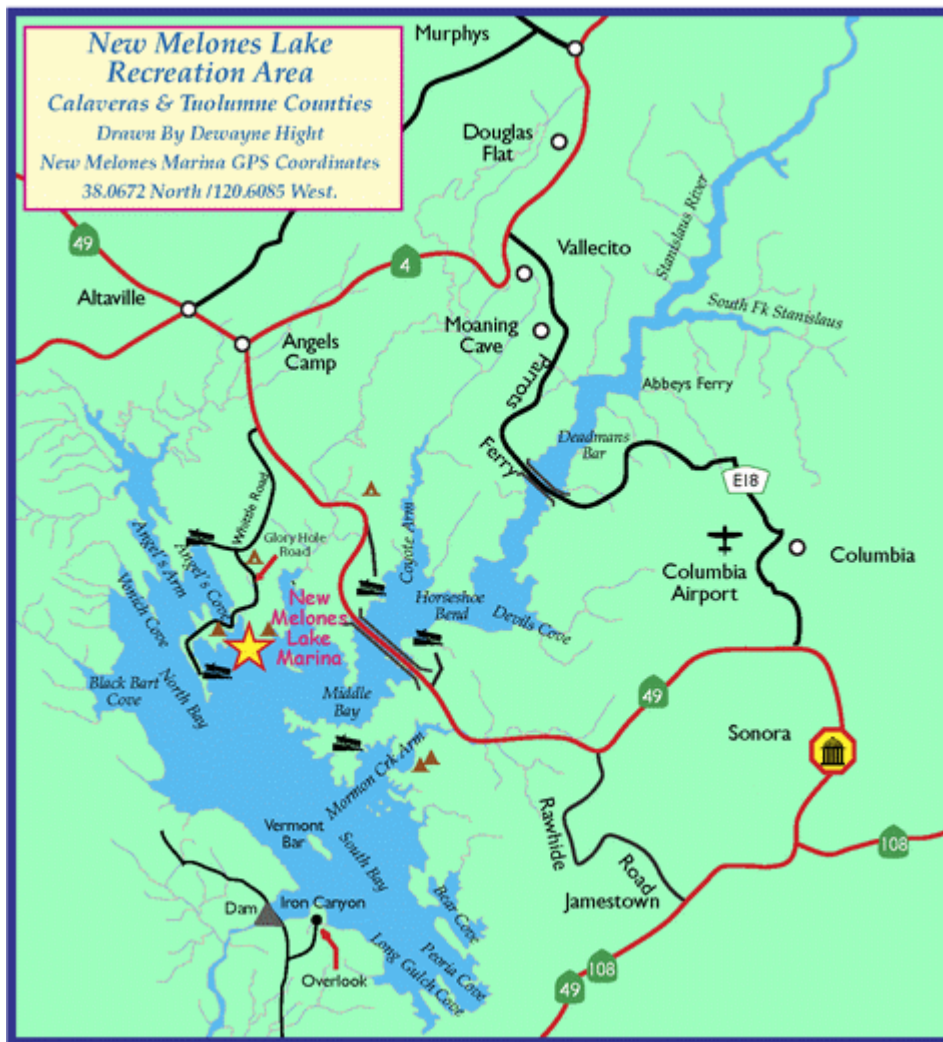 New Melones Lake
Recreation Area
Calaveras & Tuolumne Counties
Drawn By Dewayne Hight
New Melones Marina GPS Coordinates
38.0672 North /120.6085 West.
Murphys
Douglas
Flat
Stanislaus River
49
4
Vallecito
Altaville
South Fk Stanislaus
Moaning
Cave
Angels
Camp
Parrots
Ferry
Abbeys Ferry
Deadmans
Bar
E18
Whittle Road
Glory Hole
Road
Coyote Arm
Columbia
Columbia
Airport
Angel's Arm
Angel's Cove
Vonich Cove
New
Melones
Lake
Marina
Horseshoe
Bend
Devils Cove
Black Bart
Cove
North Bay
Middle
Bay
49
Sonora
Mormon Crk Arm
Rawhide
Road
Vermont
Bar
South Bay
108
Jamestown
Dam
Iron Canyon
Bear Cove
Peoria Cove
Long Gulch Cove
Overlook
108
49